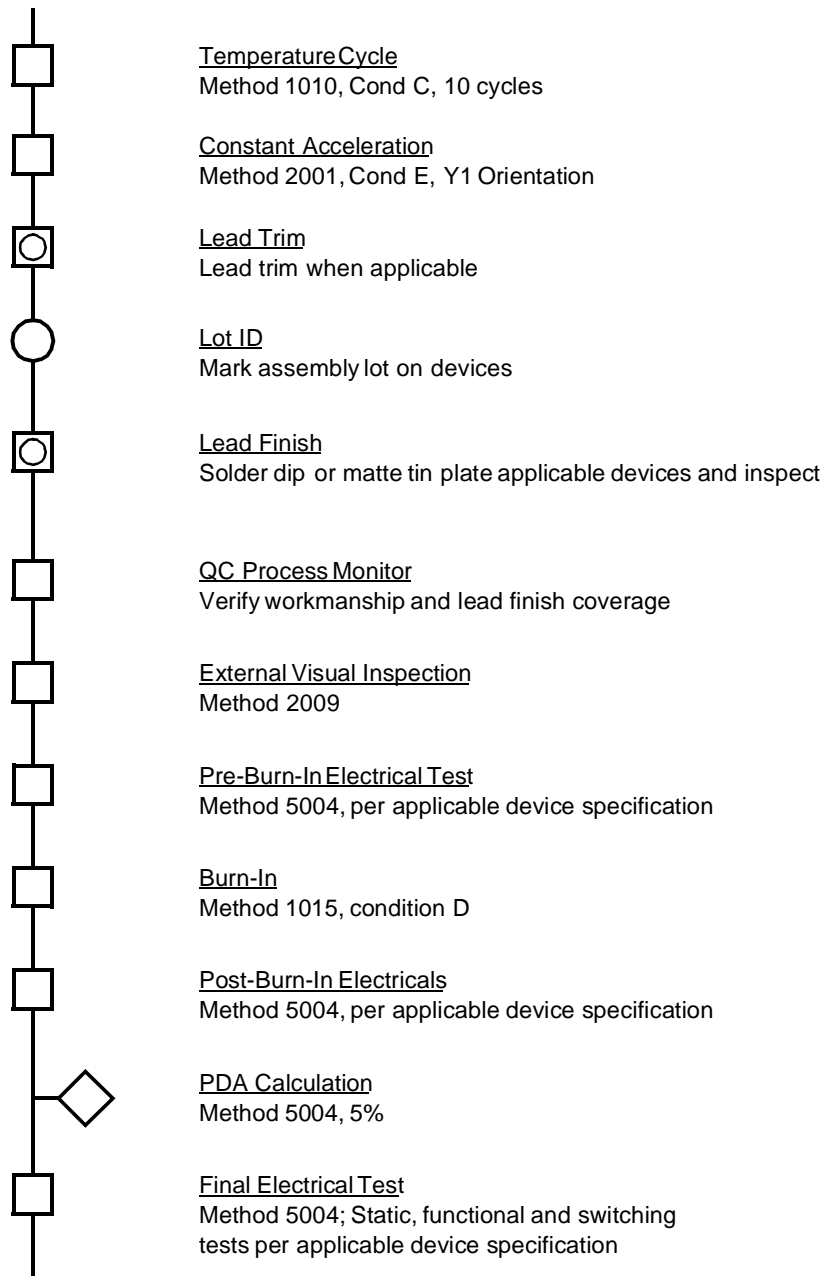 Temperature Cycle
Method 1010, Cond C, 10 cycles
Constant Acceleration
Method 2001, Cond E, Y1 Orientation
Lead Trim
Lead trim when applicable
Lot ID
Mark assembly lot on devices
Lead Finish
Solder dip or matte tin plate applicable devices and inspect
QC Process Monitor
Verify workmanship and lead finish coverage
External Visual Inspection
Method 2009
Pre-Burn-In Electrical Test
Method 5004, per applicable device specification
Burn-In
Method 1015, condition D
Post-Burn-In Electricals
Method 5004, per applicable device specification
PDA Calculation
Method 5004, 5%
Final Electrical Test
Method 5004; Static, functional and switching
tests per applicable device specification